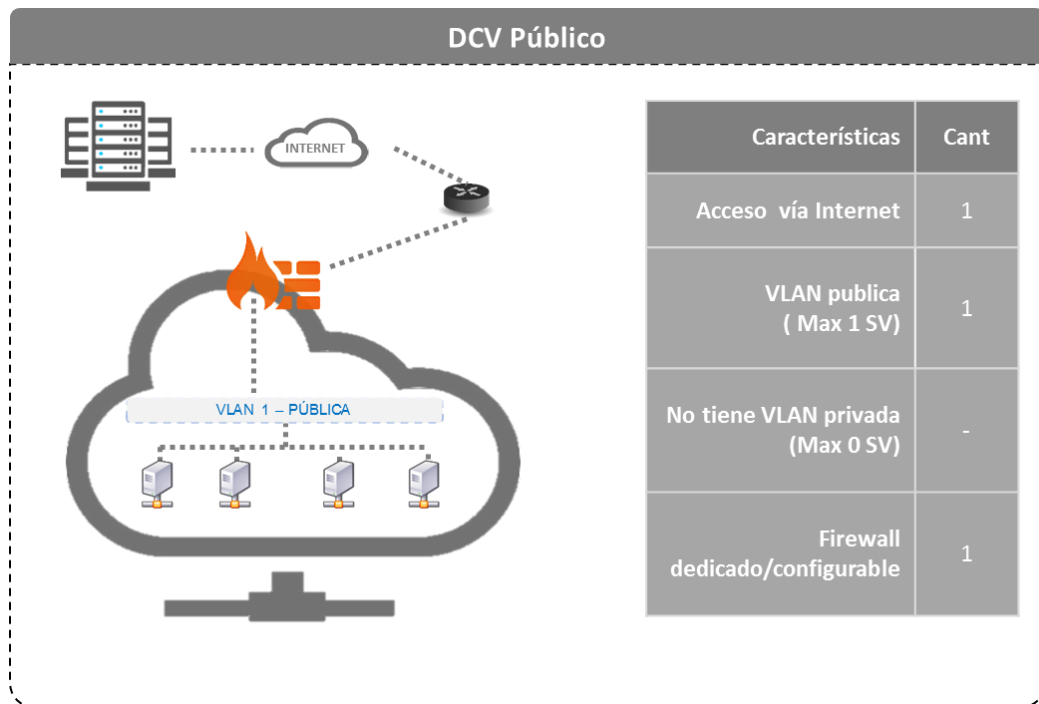 DCV Público
INTERNET
VLAN 1 – PÚBLICA
Características Cant
Acceso vía Internet 1
VLAN publica
( Max 1 SV) 1
No tiene VLAN privada
(Max 0 SV) -
Firewall
dedicado/configurable 1